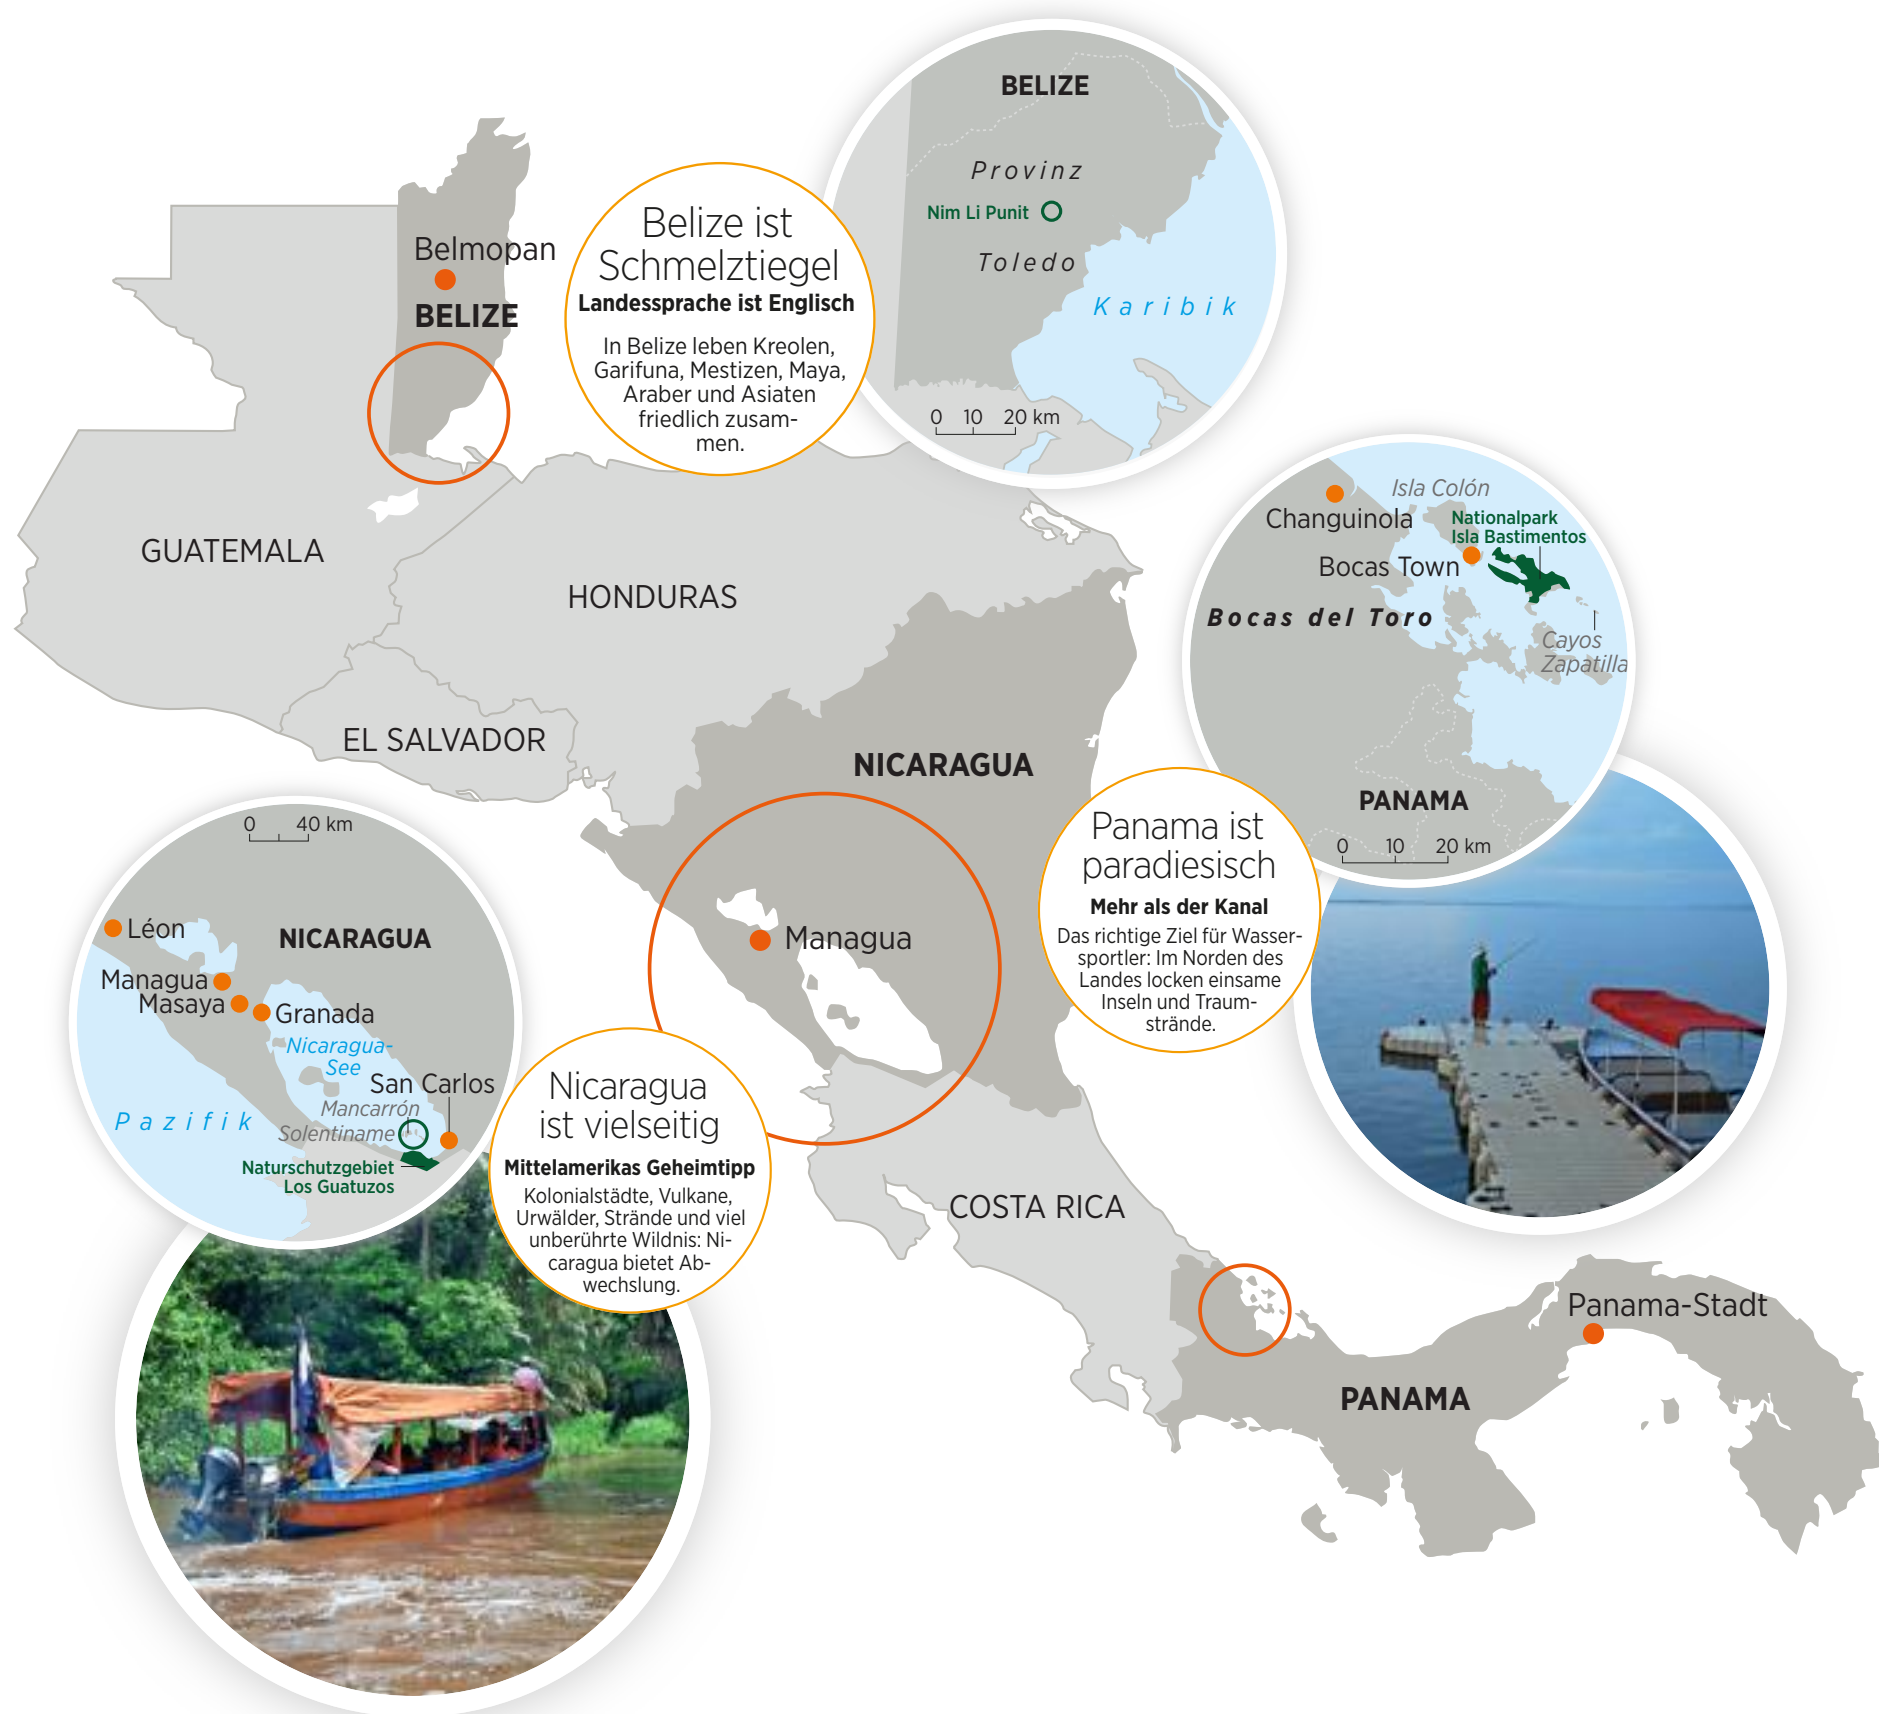 BELIZE
Provinz
Nim Li Punit
Toledo
Karibik
0 10 20 km
Belmopan
BELIZE
Belize ist
Schmelztiegel
Landessprache ist Englisch
In Belize leben Kreolen,
Garifuna, Mestizen, Maya,
Araber und Asiaten
friedlich zusam-
men.
GUATEMALA
HONDURAS
EL SALVADOR
NICARAGUA
Managua
COSTA RICA
PANAMA
Panama-Stadt
Isla Colón
Changuinola
Nationalpark
Isla Bastimentos
Bocas Town
Bocas del Toro
Cayos
Zapatilla
PANAMA
0 10 20 km
Panama ist
paradiesisch
Mehr als der Kanal
Das richtige Ziel für Wasser-
sportler: Im Norden des
Landes locken einsame
Inseln und Traum-
strände.
0 40 km
Léon
NICARAGUA
Managua
Masaya
Granada
Nicaragua-
See
San Carlos
Mancarrón
Pazifik
Solentiname
Naturschutzgebiet
Los Guatuzos
Nicaragua
ist vielseitig
Mittelamerikas Geheimtipp
Kolonialstädte, Vulkane,
Urwälder, Strände und viel
unberührte Wildnis: Ni-
caragua bietet Ab-
wechslung.